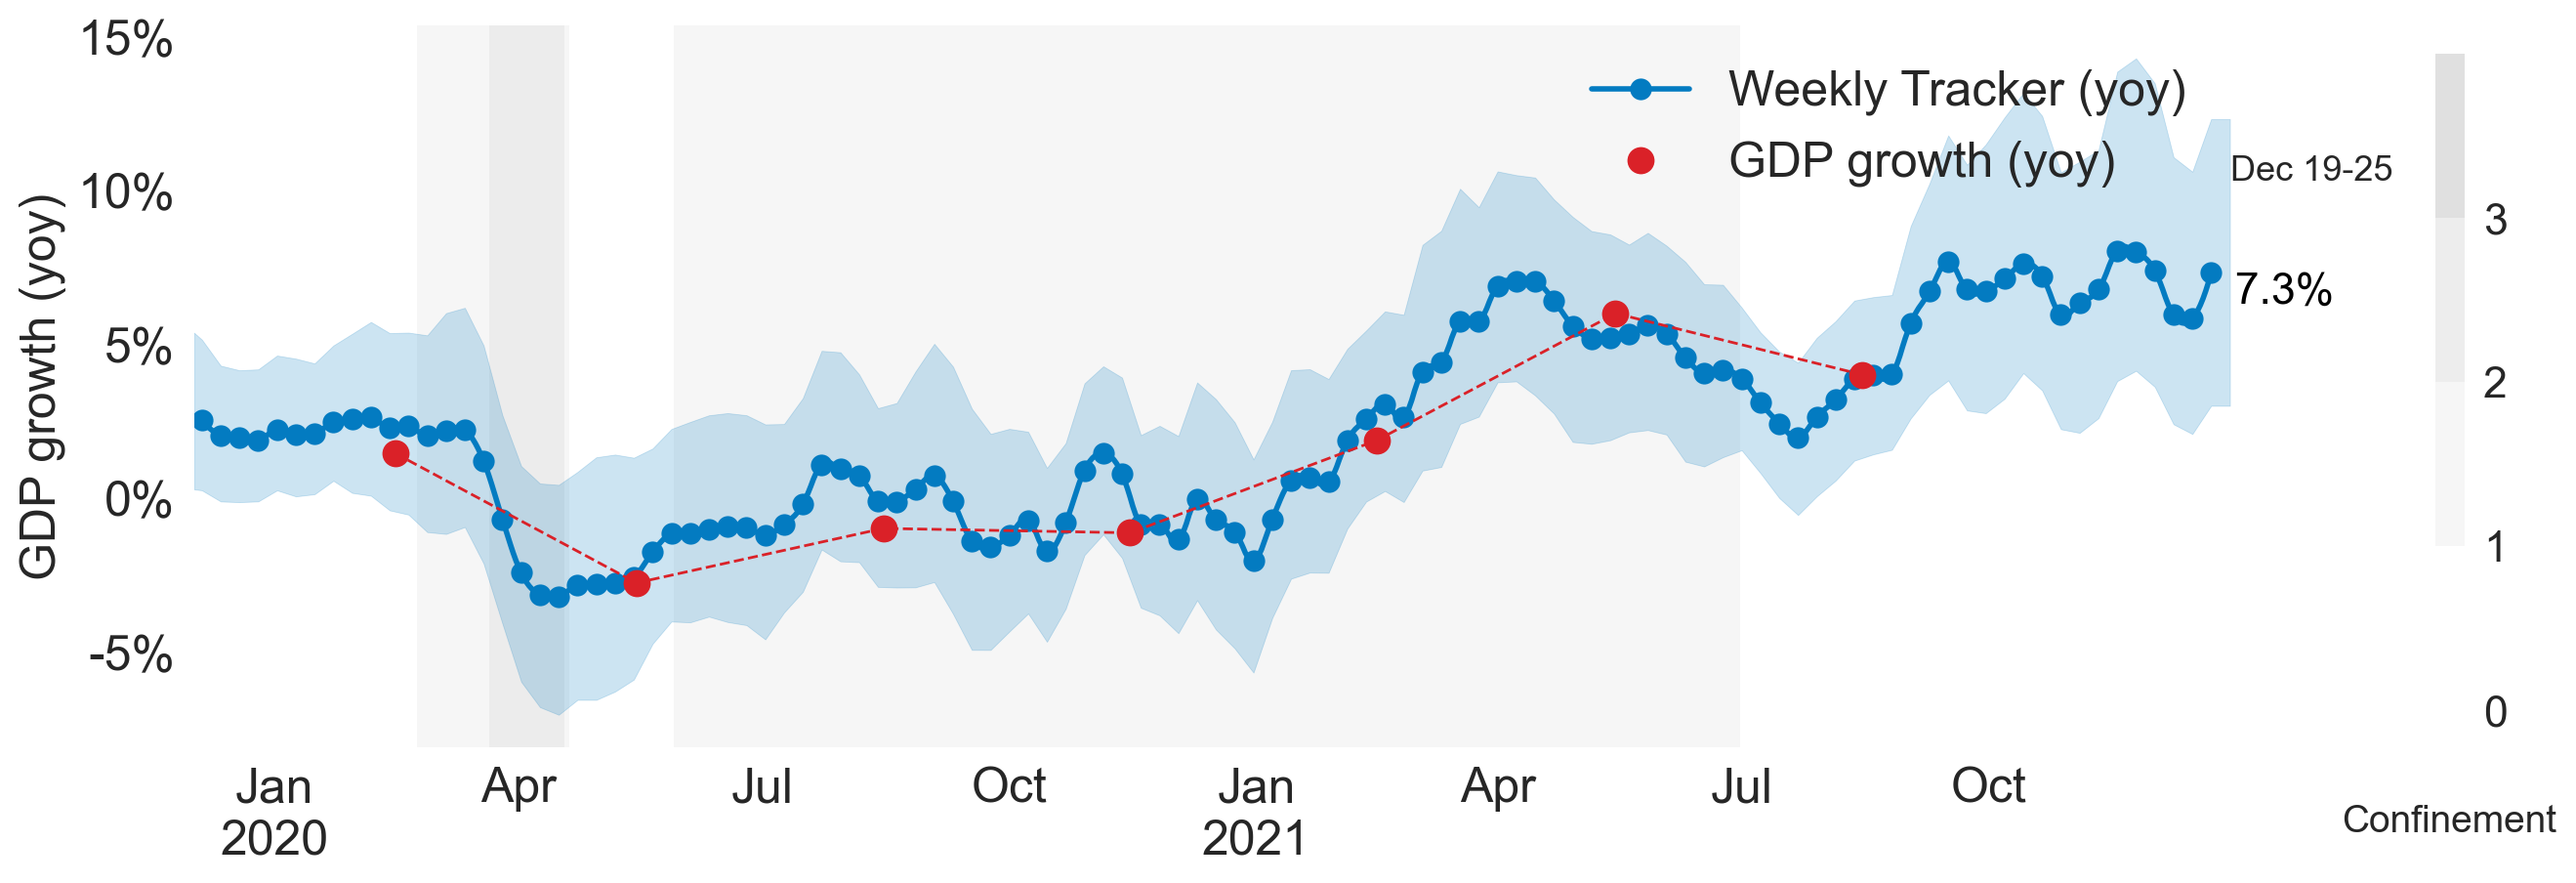 GDP growth (yoy)
15%
10%
5%
0%
-5%
Weekly Tracker (yoy)
GDP growth (yoy)
Dec 19-25
7.3%
3
2
1
0
Jan Apr Jul Oct Jan Apr Jul Oct
2020 2021
Confinement